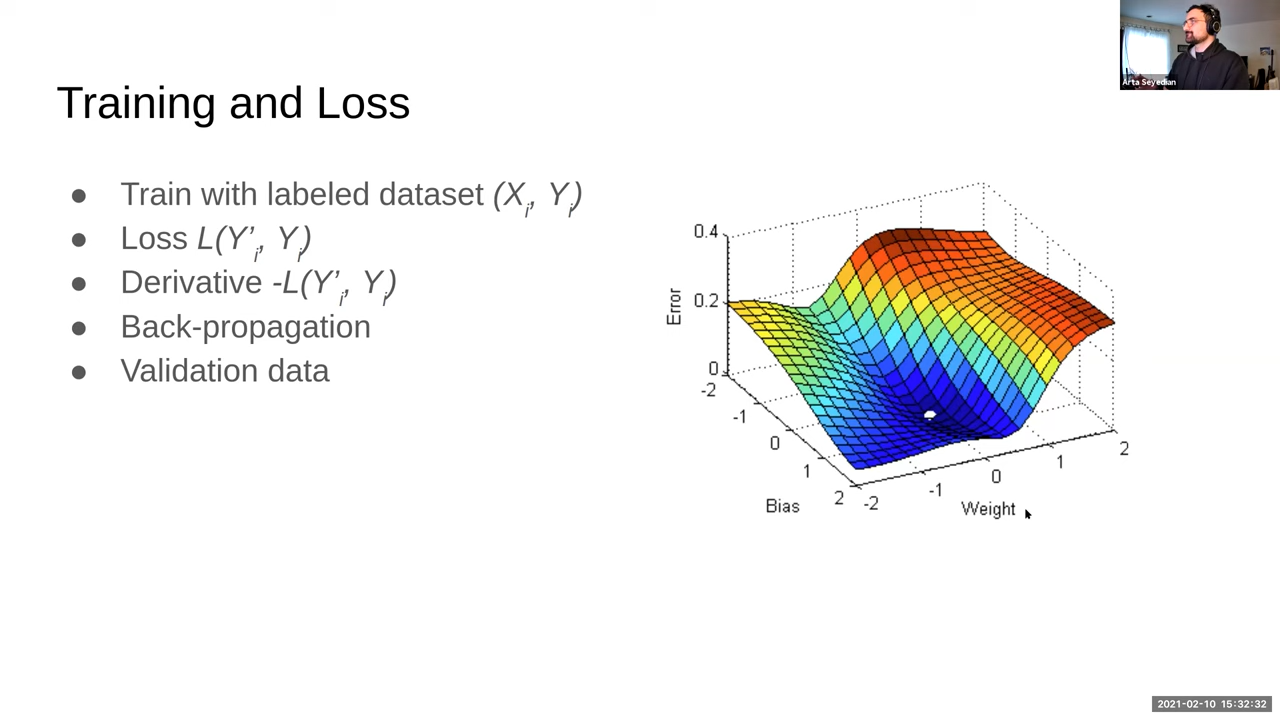 Arta Seyedian
Training and Loss
● Train with labeled dataset (Xi, Yi)
● Loss L(Y’i, Yi)
● Derivative -L(Y’i, Yi)
● Back-propagation
● Validation data
0.4
0.2
0
Error
-2
-1
0
1
2
Bias
-2
-1
0
1
2
Weight
2021-02-10 15:32:32